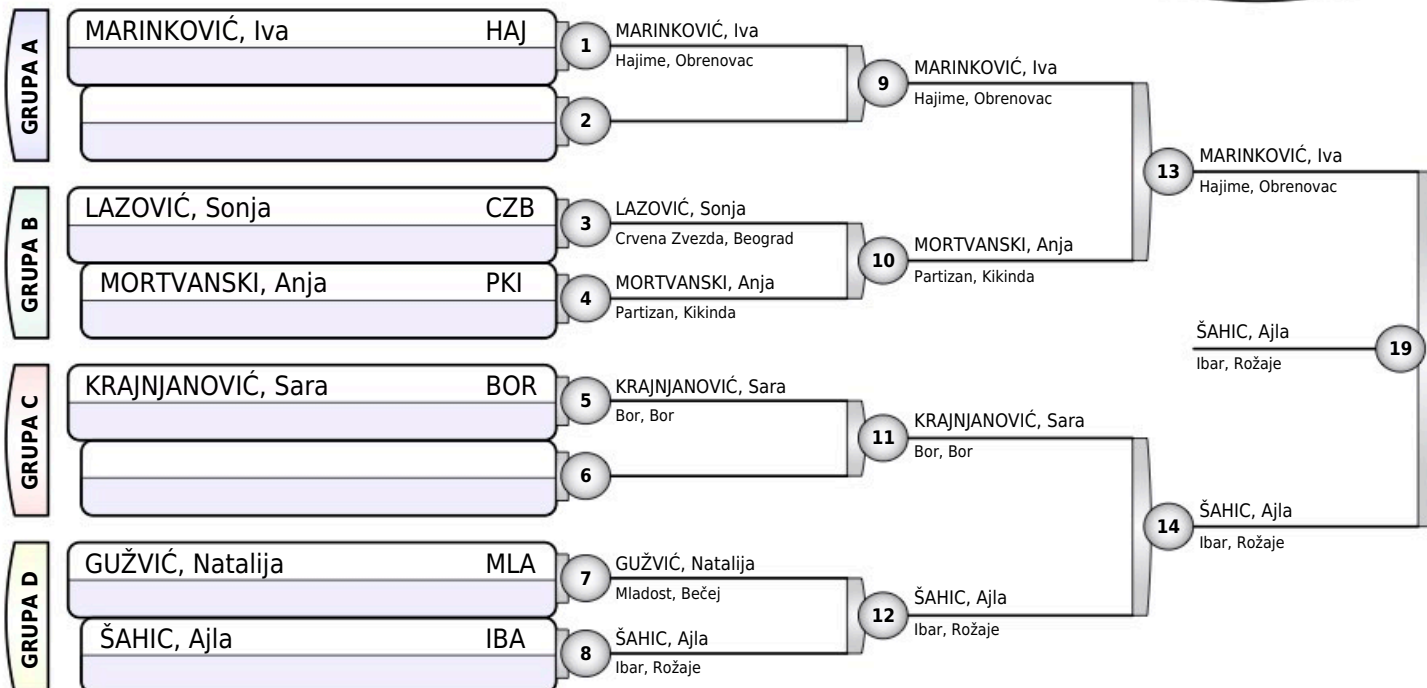 GRUPA A
MARINKOVIĆ, Iva HAJ
1
MARINKOVIĆ, Iva
Hajime, Obrenovac
2
9
MARINKOVIĆ, Iva
Hajime, Obrenovac
GRUPA B
LAZOVIĆ, Sonja CZB
3
LAZOVIĆ, Sonja
Crvena Zvezda, Beograd
MORTVANSKI, Anja PKI
4
MORTVANSKI, Anja
Partizan, Kikinda
10
MORTVANSKI, Anja
Partizan, Kikinda
13
MARINKOVIĆ, Iva
Hajime, Obrenovac
GRUPA C
KRAJNJANOVIĆ, Sara BOR
5
KRAJNJANOVIĆ, Sara
Bor, Bor
6
11
KRAJNJANOVIĆ, Sara
Bor, Bor
GRUPA D
GUŽVIĆ, Natalija MLA
7
GUŽVIĆ, Natalija
Mladost, Bečej
ŠAHIC, Ajla IBA
8
ŠAHIC, Ajla
Ibar, Rožaje
12
ŠAHIC, Ajla
Ibar, Rožaje
14
ŠAHIC, Ajla
Ibar, Rožaje
ŠAHIC, Ajla
Ibar, Rožaje
19